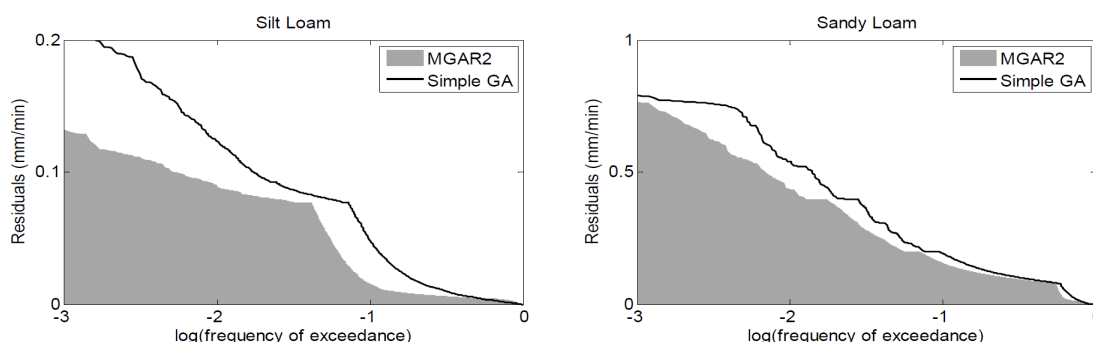 Silt Loam
0.2
0.1
0
Residuals (mm/min)
MGAR2
Simple GA
-3
-2
-1
0
log(frequency of exceedance)
Sandy Loam
1
0.5
0
Residuals (mm/min)
MGAR2
Simple GA
-3
-2
-1
0
log(frequency of exceedance)